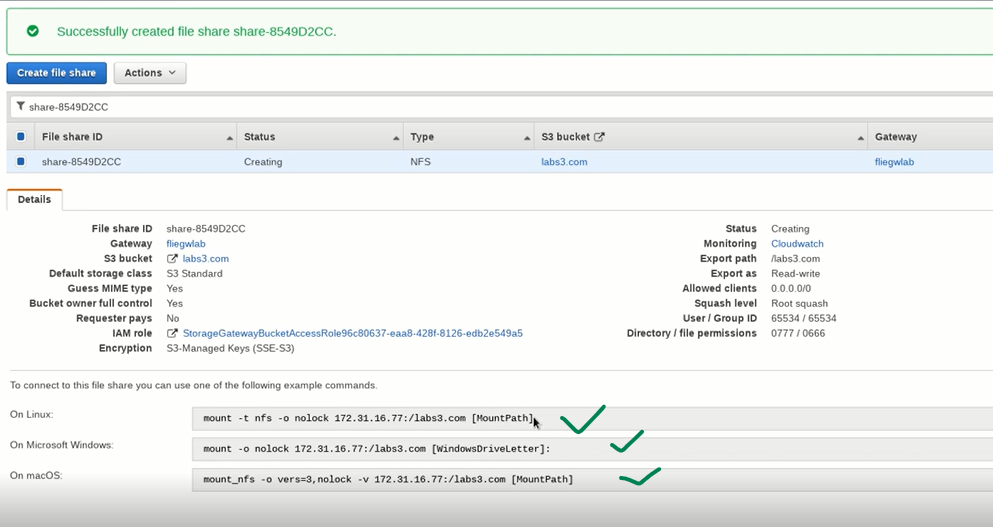 Successfully created file share share-8549D2CC.
Create file share Actions
share-8549D2CC
File share ID Status Type S3 bucket Gateway
share-8549D2CC Creating NFS labs3.com fliegwlab
Details
File share ID share-8549D2CC
Gateway fliegwlab
S3 bucket labs3.com
Default storage class S3 Standard
Guess MIME type Yes
Bucket owner full control Yes
Requester pays No
IAM role StorageGatewayBucketAccessRole96c80637-eaa8-428f-8126-edb2e549a5
Encryption S3-Managed Keys (SSE-S3)
Status Creating
Monitoring Cloudwatch
Export path /labs3.com
Export as Read-write
Allowed clients 0.0.0.0/0
Squash level Root squash
User / Group ID 65534 / 65534
Directory / file permissions 0777 / 0666
To connect to this file share you can use one of the following example commands.
On Linux: mount -t nfs -o nolock 172.31.16.77:/labs3.com [MountPath]
On Microsoft Windows: mount -o nolock 172.31.16.77:/labs3.com [WindowsDriveLetter]:
On macOS: mount_nfs -o vers=3,nolock -v 172.31.16.77:/labs3.com [MountPath]